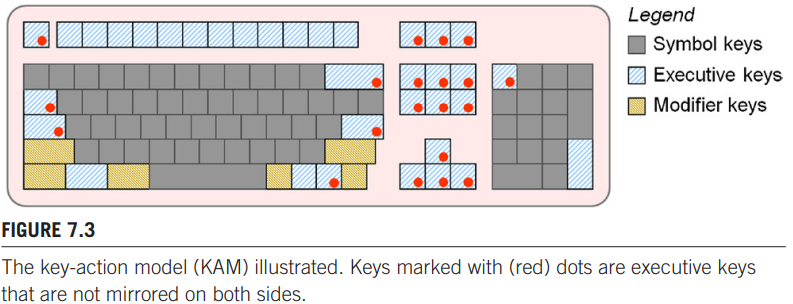 Legend
Symbol keys
Executive keys
Modifier keys
FIGURE 7.3
The key-action model (KAM) illustrated. Keys marked with (red) dots are executive keys
that are not mirrored on both sides.